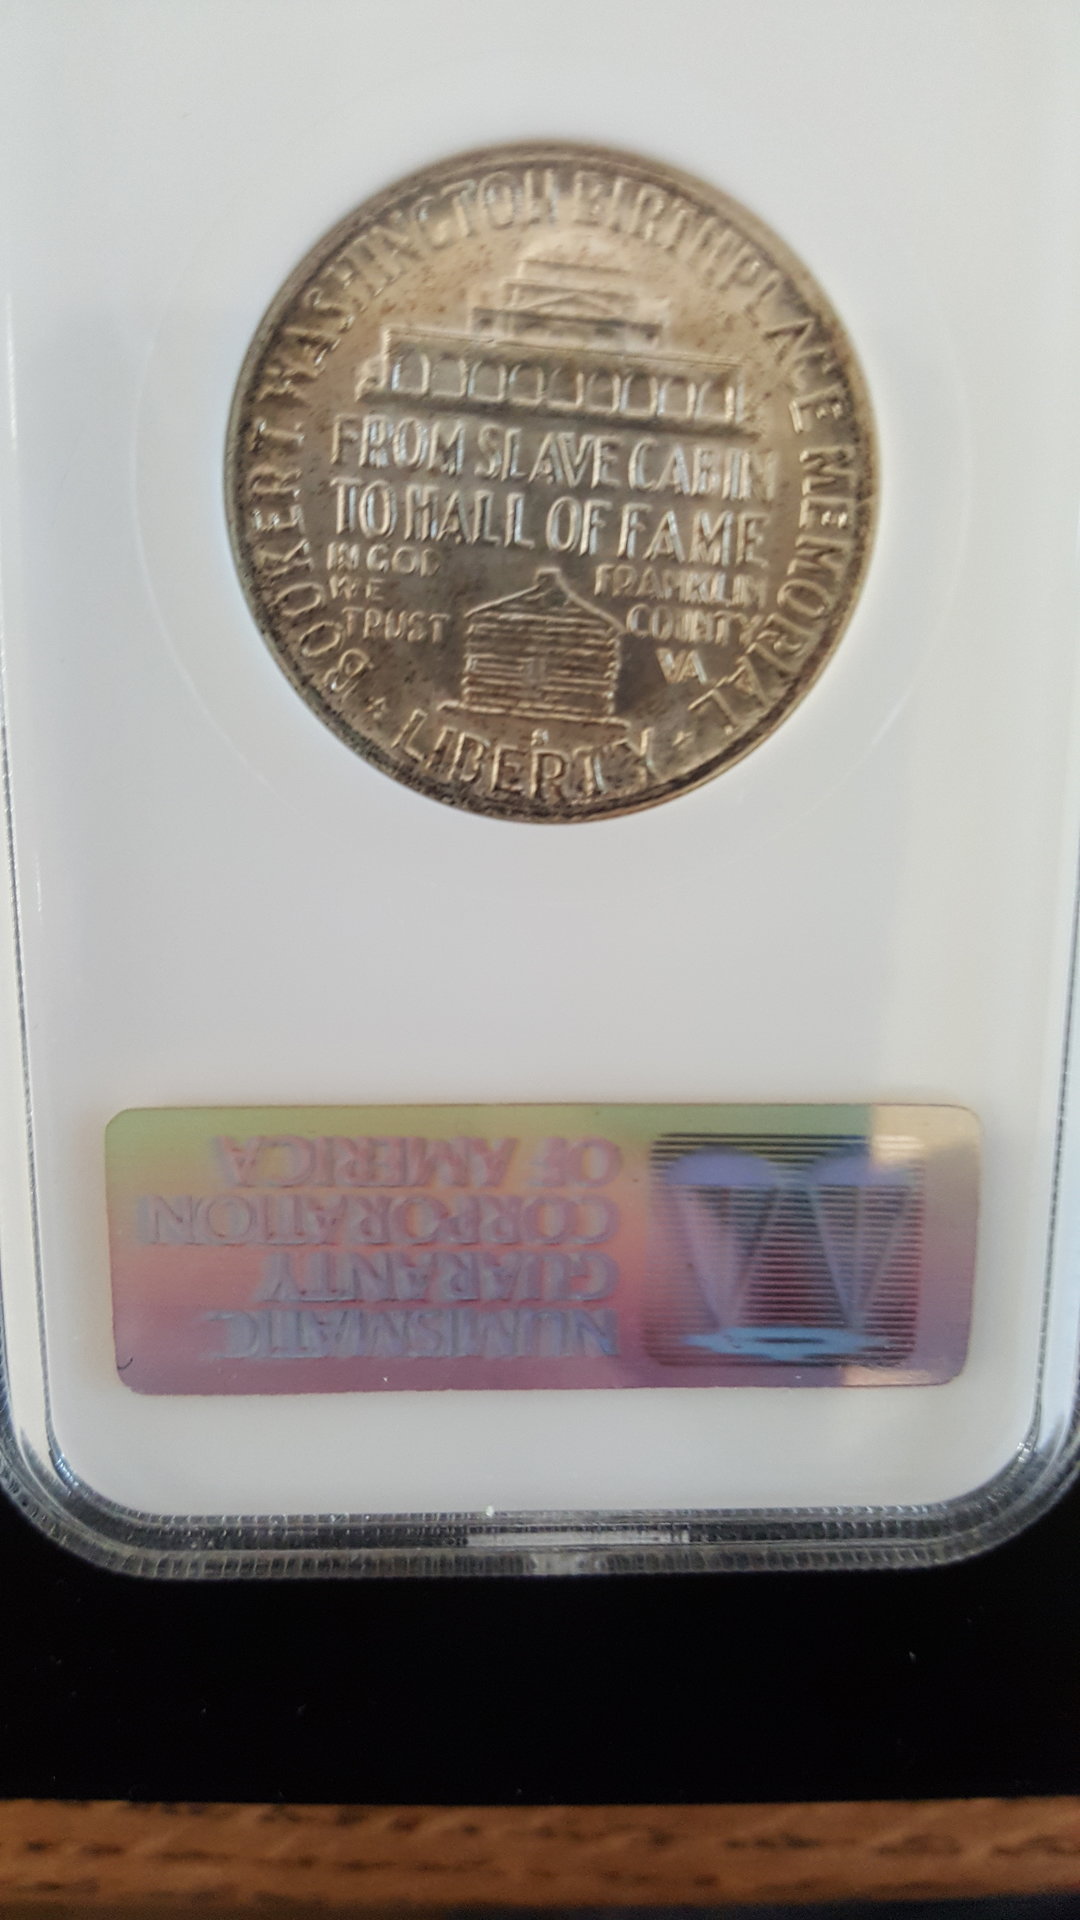 BOOKER T. WASHINGTON BIRTHPLACE MEMORIAL
FROM SLAVE CABIN
TO HALL OF FAME
IN GOD
WE
TRUST
FRANKLIN
COUNTY
VA
S
LIBERTY
NUMISMATIC
GUARANTY
CORPORATION
OF AMERICA